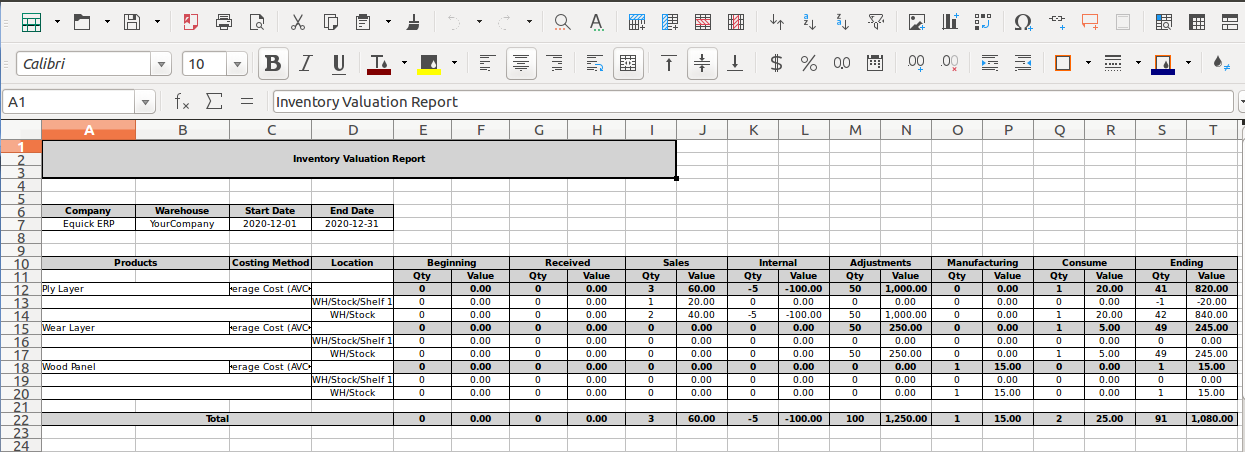 Calibri 10 B I U $ % 0.0
A1 Inventory Valuation Report
A B C D E F G H I J K L M N O P Q R S T
1
2 Inventory Valuation Report
3
4
5
6 Company Warehouse Start Date End Date
7 Equick ERP YourCompany 2020-12-01 2020-12-31
8
9
10 Products Costing Method Location Beginning Received Sales Internal Adjustments Manufacturing Consume Ending
11 Qty Value Qty Value Qty Value Qty Value Qty Value Qty Value Qty Value Qty Value
12 Ply Layer erage Cost (AVC 0 0.00 0 0.00 3 60.00 -5 -100.00 50 1,000.00 0 0.00 1 20.00 41 820.00
13 WH/Stock/Shelf 1 0 0.00 0 0.00 1 20.00 0 0.00 0 0.00 0 0.00 0 0.00 -1 -20.00
14 WH/Stock 0 0.00 0 0.00 2 40.00 -5 -100.00 50 1,000.00 0 0.00 1 20.00 42 840.00
15 Wear Layer erage Cost (AVC 0 0.00 0 0.00 0 0.00 0 0.00 50 250.00 0 0.00 1 5.00 49 245.00
16 WH/Stock/Shelf 1 0 0.00 0 0.00 0 0.00 0 0.00 0 0.00 0 0.00 0 0.00 0 0.00
17 WH/Stock 0 0.00 0 0.00 0 0.00 0 0.00 50 250.00 0 0.00 1 5.00 49 245.00
18 Wood Panel erage Cost (AVC 0 0.00 0 0.00 0 0.00 0 0.00 0 0.00 1 15.00 0 0.00 1 15.00
19 WH/Stock/Shelf 1 0 0.00 0 0.00 0 0.00 0 0.00 0 0.00 0 0.00 0 0.00 0 0.00
20 WH/Stock 0 0.00 0 0.00 0 0.00 0 0.00 0 0.00 1 15.00 0 0.00 1 15.00
21
22 Total 0 0.00 0 0.00 3 60.00 -5 -100.00 100 1,250.00 1 15.00 2 25.00 91 1,080.00
23
24